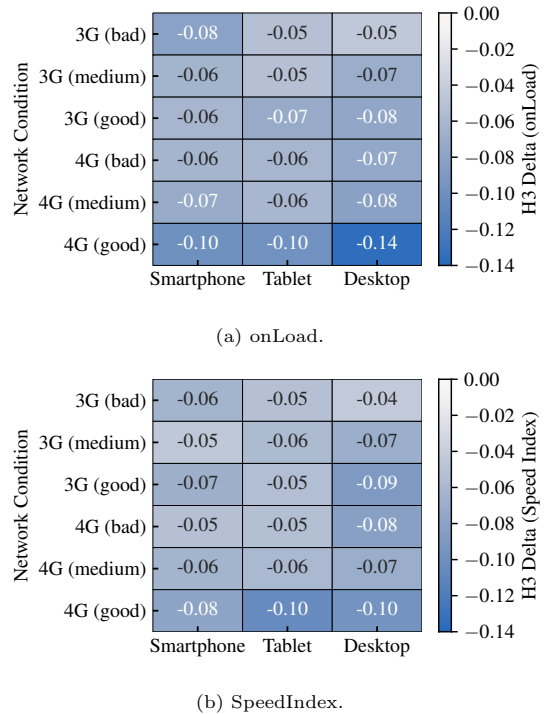 3G (bad) -0.08 -0.05 -0.05
3G (medium) -0.06 -0.05 -0.07
3G (good) -0.06 -0.07 -0.08
4G (bad) -0.06 -0.06 -0.07
4G (medium) -0.07 -0.06 -0.08
4G (good) -0.10 -0.10 -0.14
Smartphone Tablet Desktop
Network Condition
0.00
−0.02
−0.04
−0.06
−0.08
−0.10
−0.12
−0.14
H3 Delta (onLoad)
(a) onLoad.
3G (bad) -0.06 -0.05 -0.04
3G (medium) -0.05 -0.06 -0.07
3G (good) -0.07 -0.05 -0.09
4G (bad) -0.05 -0.05 -0.08
4G (medium) -0.06 -0.06 -0.07
4G (good) -0.08 -0.10 -0.10
Smartphone Tablet Desktop
Network Condition
0.00
−0.02
−0.04
−0.06
−0.08
−0.10
−0.12
−0.14
H3 Delta (Speed Index)
(b) SpeedIndex.